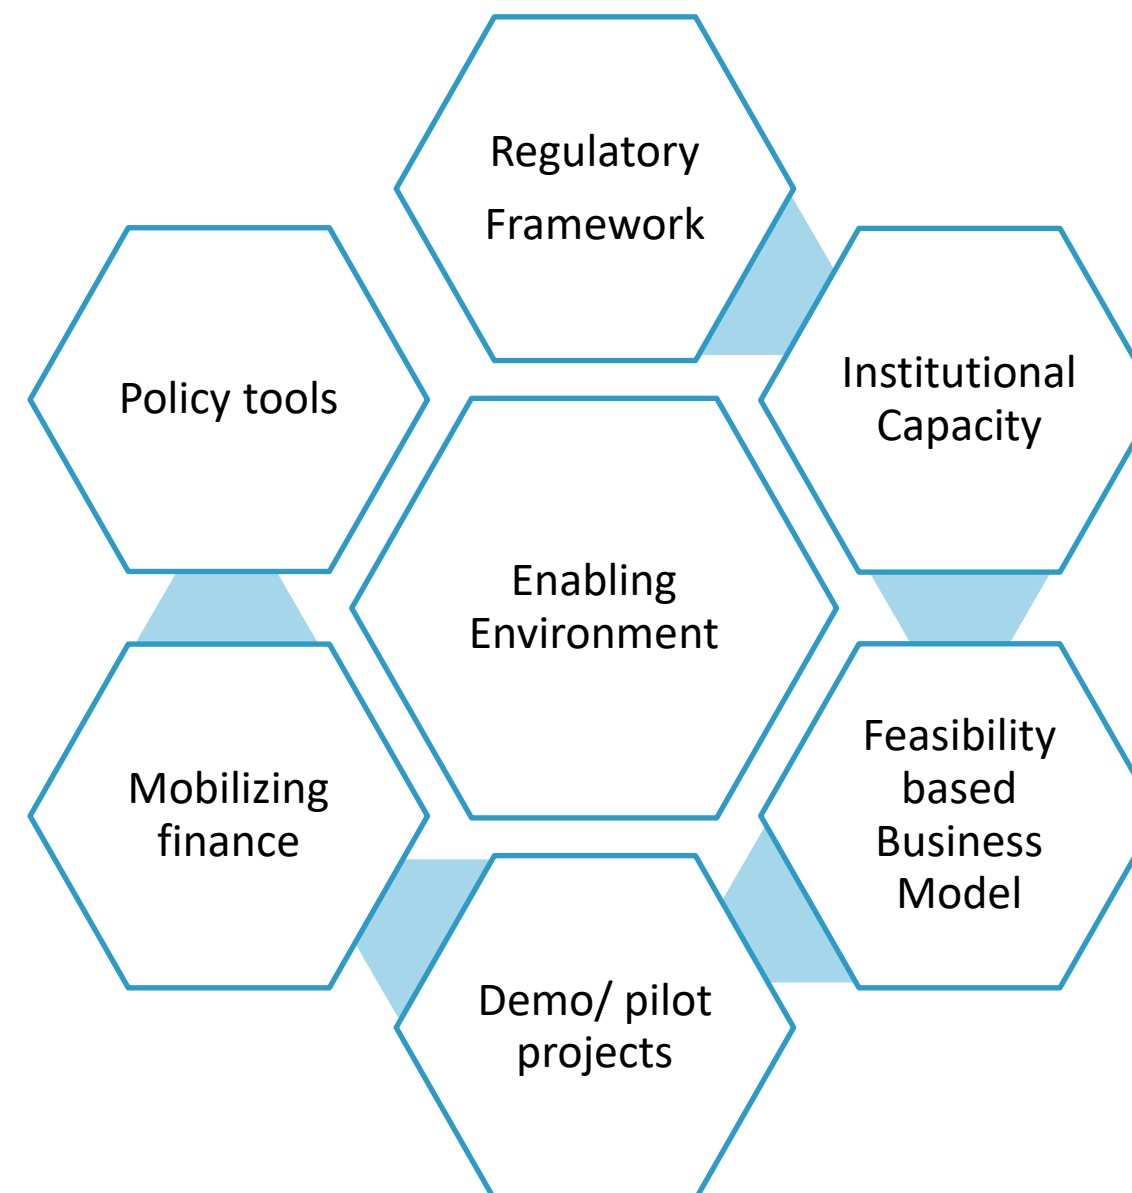 Regulatory
Framework
Policy tools
Institutional
Capacity
Enabling
Environment
Mobilizing
finance
Feasibility
based
Business
Model
Demo/ pilot
projects